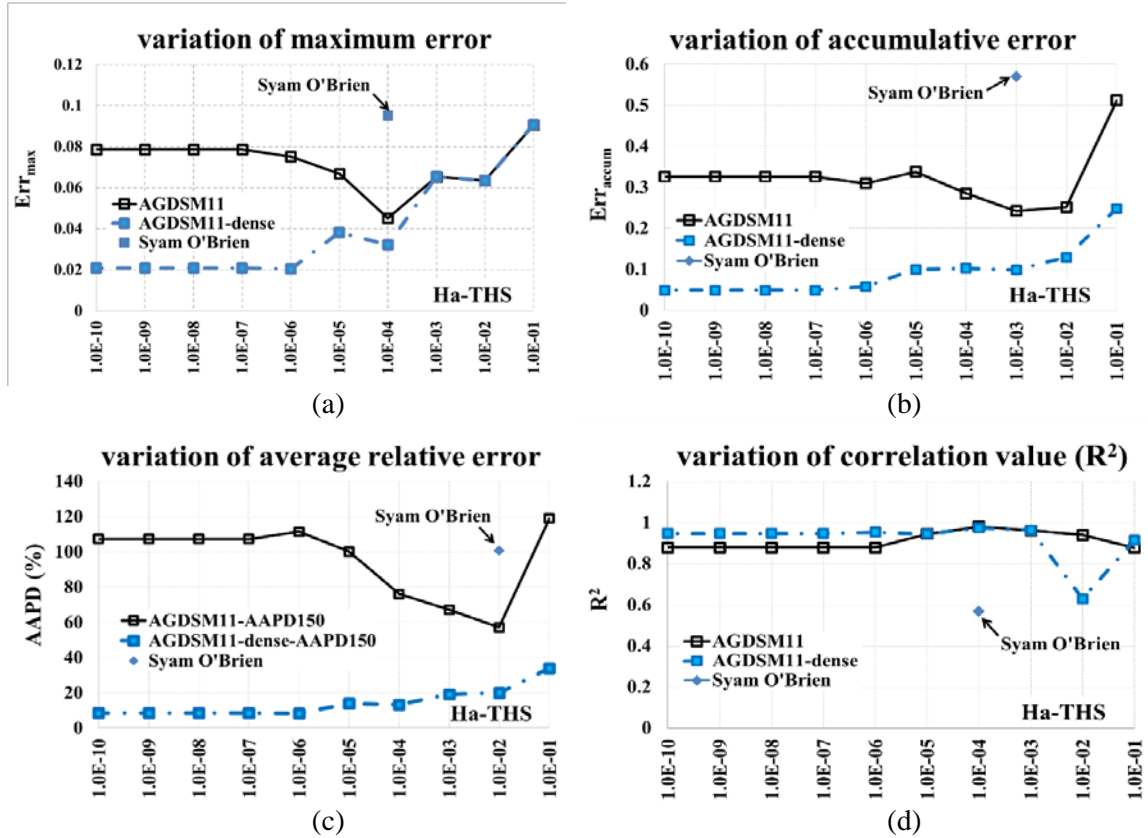 variation of maximum error
0.12
0.1
0.08
0.06
0.04
0.02
0
Err_max
Syam O'Brien
AGDSM11
AGDSM11-dense
Syam O'Brien
Ha-THS
1.0E-10
1.0E-09
1.0E-08
1.0E-07
1.0E-06
1.0E-05
1.0E-04
1.0E-03
1.0E-02
1.0E-01
(a)
variation of accumulative error
0.6
0.5
0.4
0.3
0.2
0.1
0
Err_accum
Syam O'Brien
AGDSM11
AGDSM11-dense
Syam O'Brien
Ha-THS
1.0E-10
1.0E-09
1.0E-08
1.0E-07
1.0E-06
1.0E-05
1.0E-04
1.0E-03
1.0E-02
1.0E-01
(b)
variation of average relative error
140
120
100
80
60
40
20
0
AAPD (%)
Syam O'Brien
AGDSM11-AAPD150
AGDSM11-dense-AAPD150
Syam O'Brien
Ha-THS
1.0E-10
1.0E-09
1.0E-08
1.0E-07
1.0E-06
1.0E-05
1.0E-04
1.0E-03
1.0E-02
1.0E-01
(c)
variation of correlation value (R²)
1.2
1
0.8
0.6
0.4
0.2
0
R²
Syam O'Brien
AGDSM11
AGDSM11-dense
Syam O'Brien
Ha-THS
1.0E-10
1.0E-09
1.0E-08
1.0E-07
1.0E-06
1.0E-05
1.0E-04
1.0E-03
1.0E-02
1.0E-01
(d)